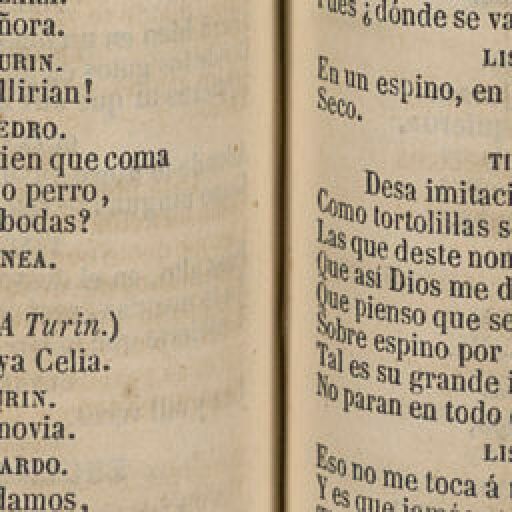 ñora.
URIN.
llirian!
EDRO.
ien que coma
o perro,
bodas?
NEA.
A Turin.)
ya Celia.
URIN.
novia.
ARDO.
lamos,
Pues ¿dónde se va
LIS
En un espino, en
Seco.
TI
Desa imitaci
Como tortolillas s
Las que deste nom
Que así Dios me d
Que pienso que se
Sobre espino por
Tal es su grande i
No paran en todo
LIS
Eso no me toca á
Y es que